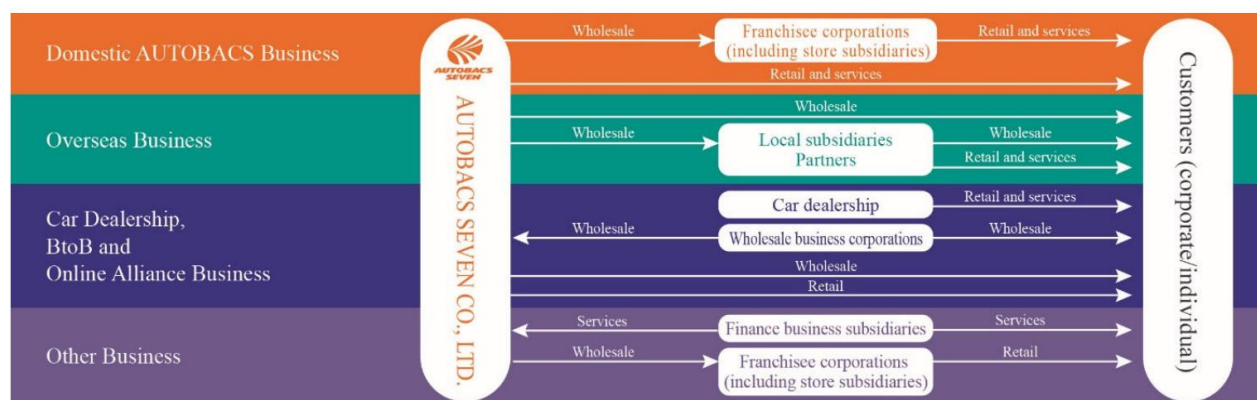 Domestic AUTOBACS Business
Wholesale
Franchisee corporations
(including store subsidiaries)
Retail and services
Retail and services
Overseas Business
Wholesale
Wholesale
Local subsidiaries
Partners
Wholesale
Retail and services
Car Dealership,
BtoB and
Online Alliance Business
Car dealership
Retail and services
Wholesale
Wholesale business corporations
Wholesale
Wholesale
Retail
Other Business
Services
Finance business subsidiaries
Services
Wholesale
Franchisee corporations
(including store subsidiaries)
Retail
AUTOBACS
SEVEN
AUTOBACS SEVEN CO., LTD.
Customers (corporate/individual)